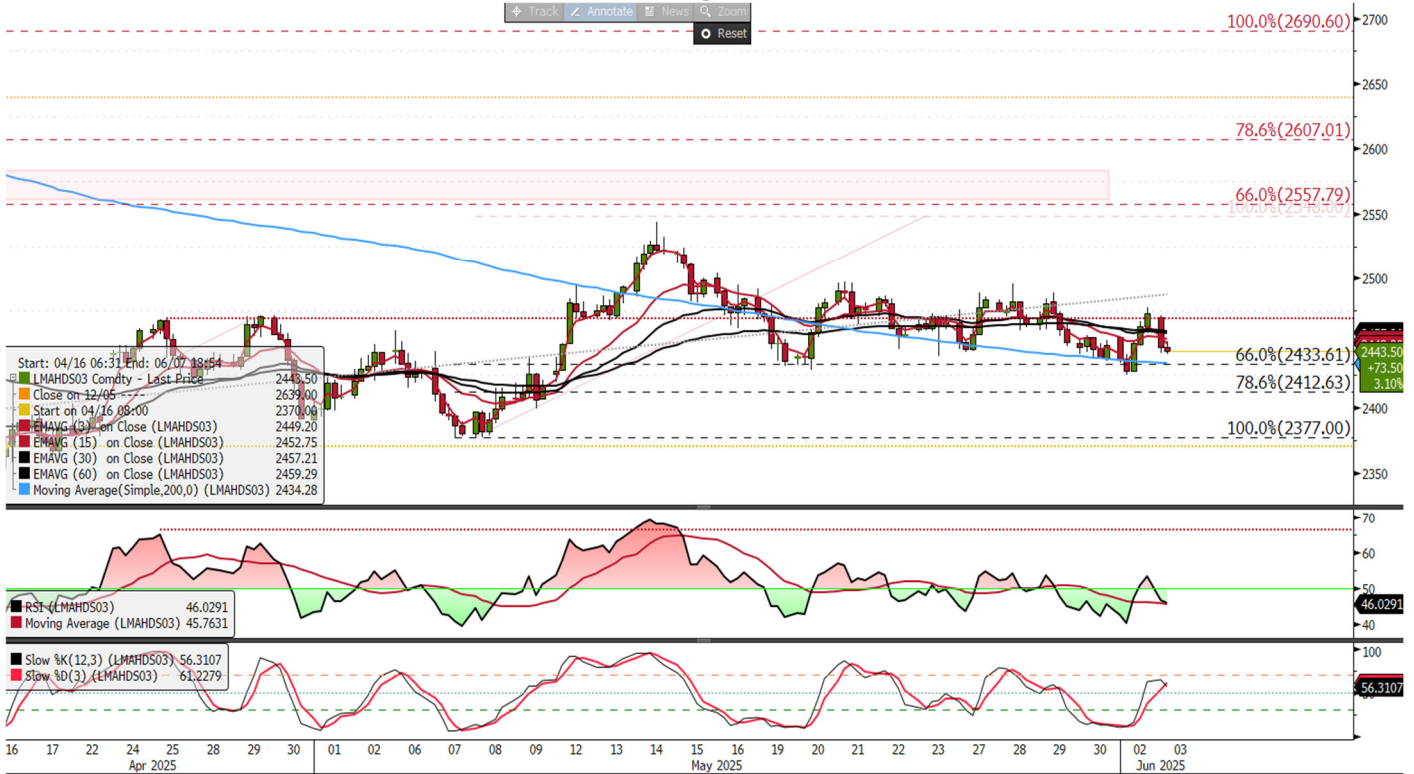 Track Annotate News Zoom
Reset
100.0%(2690.60)
78.6%(2607.01)
66.0%(2557.79)
100.0%(2548.00)
66.0%(2433.61)
78.6%(2412.63)
100.0%(2377.00)
2700
2650
2600
2550
2500
2400
2350
2443.50
+73.50
3.10%
Start: 04/16 06:31 End: 06/07 18:54
LMAHDS03 Comdty - Last Price 2443.50
Close on 12/05 ---- 2639.00
Start on 04/16 08:00 2370.00
EMAVG (3) on Close (LMAHDS03) 2449.20
EMAVG (15) on Close (LMAHDS03) 2452.75
EMAVG (30) on Close (LMAHDS03) 2457.21
EMAVG (60) on Close (LMAHDS03) 2459.29
Moving Average(Simple,200,0) (LMAHDS03) 2434.28
70
60
50
46.0291
40
RSI (LMAHDS03) 46.0291
Moving Average (LMAHDS03) 45.7631
100
56.3107
0
Slow %K(12,3) (LMAHDS03) 56.3107
Slow %D(3) (LMAHDS03) 61.2279
16 17 22 24 25 28 29 30 01 02 06 07 08 09 12 13 14 15 16 19 20 21 22 23 27 28 29 30 02 03
Apr 2025 May 2025 Jun 2025